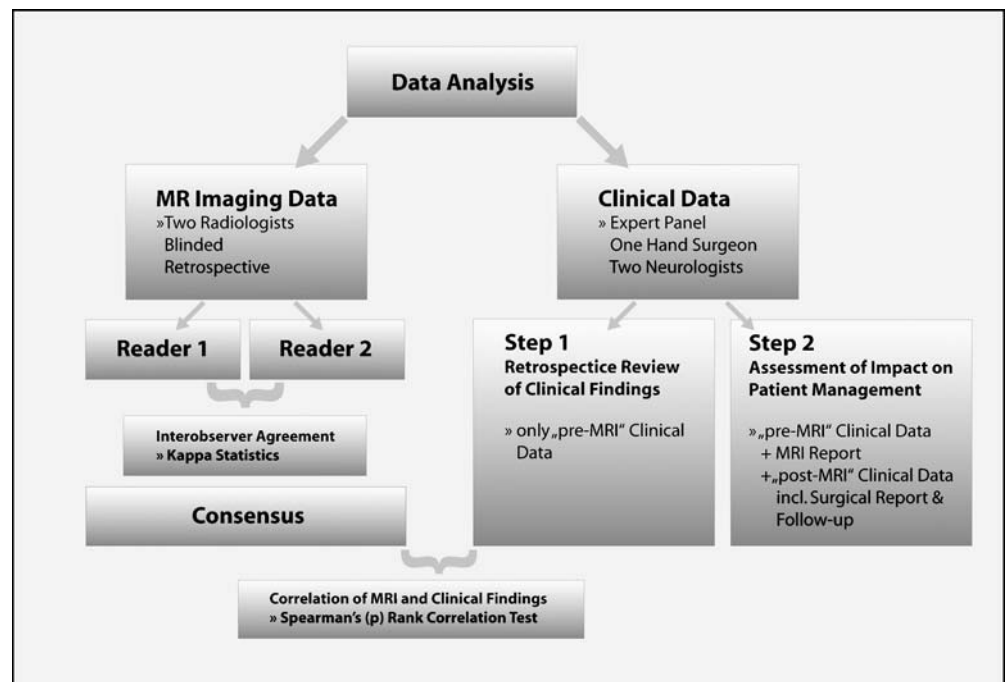 Data Analysis
MR Imaging Data
»Two Radiologists
Blinded
Retrospective
Clinical Data
» Expert Panel
One Hand Surgeon
Two Neurologists
Reader 1
Reader 2
Interobserver Agreement
» Kappa Statistics
Consensus
Step 1
Retrospectice Review
of Clinical Findings
» only „pre-MRI“ Clinical
Data
Step 2
Assessment of Impact on
Patient Management
»„pre-MRI“ Clinical Data
+ MRI Report
+„post-MRI“ Clinical Data
incl. Surgical Report &
Follow-up
Correlation of MRI and Clinical Findings
» Spearman's (p) Rank Correlation Test